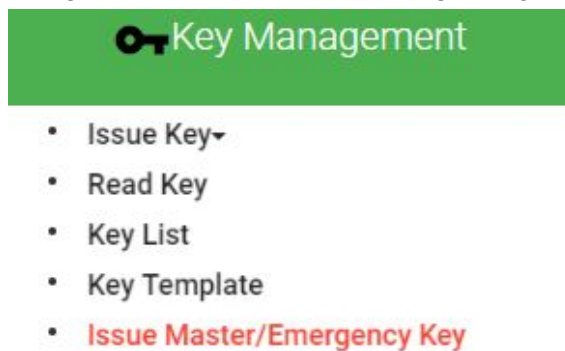 Key Management
• Issue Key
• Read Key
• Key List
• Key Template
• Issue Master/Emergency Key